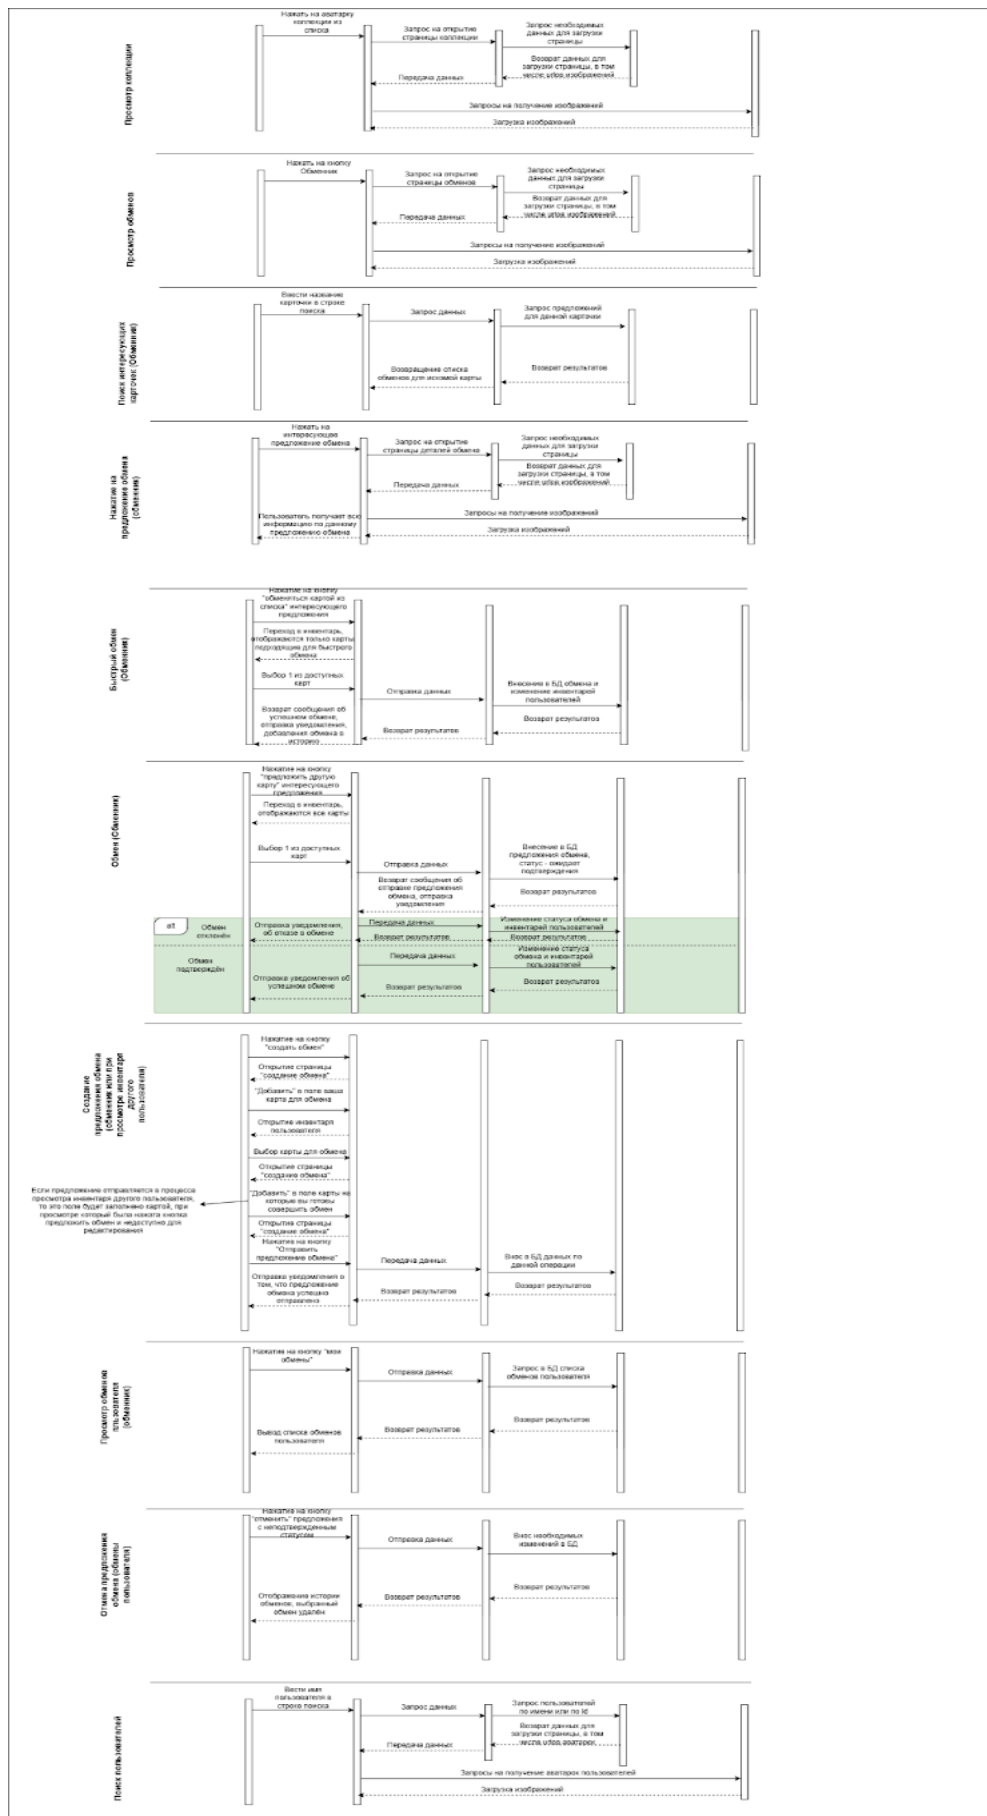 Просмотр коллекции
Нажать на аватарку
коллекции из
списка
Запрос на открытие
страницы коллекции
Запрос необходимых
данных для загрузки
страницы
Возврат данных для
загрузки страницы, в том
числе urlов изображений
Передача данных
Запросы на получение изображений
Загрузка изображений
Просмотр обменов
Нажать на кнопку
Обменник
Запрос на открытие
страницы обменов
Запрос необходимых
данных для загрузки
страницы
Возврат данных для
загрузки страницы, в том
числе urlов изображений
Передача данных
Запросы на получение изображений
Загрузка изображений
Поиск интересующих
карточек (Обменник)
Ввести название
карточки в строке
поиска
Запрос данных
Запрос предложений
для данной карточки
Возвращение списка
обменов для искомой карты
Возврат результатов
Нажатие на
предложение обмена
(обменник)
Нажать на
интересующее
предложение обмена
Запрос на открытие
страницы деталей обмена
Запрос необходимых
данных для загрузки
страницы
Возврат данных для
загрузки страницы, в том
числе urlов изображений
Передача данных
Пользователь получает всю
информацию по данному
предложению обмена
Запросы на получение изображений
Загрузка изображений
Быстрый обмен
(Обменник)
Нажатие на кнопку
"обменяться картой из
списка" интересующего
предложения
Переход в инвентарь,
отображаются только карты
подходящие для быстрого
обмена
Выбор 1 из доступных
карт
Отправка данных
Внесение в БД обмена и
изменение инвентарей
пользователей
Возврат сообщения об
успешном обмене,
отправка уведомления,
добавления обмена в
историю
Возврат результатов
Возврат результатов
Обмен (Обменник)
Нажатие на кнопку
"предложить другую
карту" интересующего
предложения
Переход в инвентарь,
отображаются все карты
Выбор 1 из доступных
карт
Отправка данных
Внесение в БД
предложения обмена,
статус - ожидает
подтверждения
Возврат сообщения об
отправке предложения
обмена, отправка
уведомления
Возврат результатов
alt
Обмен
отклонён
Отправка уведомления,
об отказе в обмене
Передача данных
Возврат результатов
Изменение статуса обмена и
инвентарей пользователей
Возврат результатов
Обмен
подтверждён
Передача данных
Изменение статуса
обмена и инвентарей
пользователей
Отправка уведомления об
успешном обмене
Возврат результатов
Возврат результатов
Создание
предложения обмена
(обменник или при
просмотре инвентаря
другого
пользователя)
Нажатие на кнопку
"создать обмен"
Открытие страницы
"создание обмена"
"Добавить" в поле ваша
карта для обмена
Открытие инвентаря
пользователя
Выбор карты для обмена
Открытие страницы
"создание обмена"
Если предложение отправляется в процессе
просмотра инвентаря другого пользователя,
то это поле будет заполнено картой, при
просмотре который была нажата кнопка
предложить обмен и недоступно для
редактирования
"Добавить" в поле карты на
которые вы готовы
совершить обмен
Открытие страницы
"создание обмена"
Нажатие на кнопку
"Отправить
предложение обмена"
Передача данных
Внос в БД данных по
данной операции
Отправка уведомления о
том, что предложение
обмена успешно
отправлено
Возврат результатов
Возврат результатов
Просмотр обменов
пользователя
(обменник)
Нажатие на кнопку "мои
обмены"
Отправка данных
Запрос в БД списка
обменов пользователя
Вывод списка обменов
пользователя
Возврат результатов
Возврат результатов
Отмена предложения
обмена (обмены
пользователя)
Нажатие на кнопку
"отменить" предложения
с неподтвержденным
статусом
Отправка данных
Внос необходимых
изменений в БД
Отображение истории
обменов, выбранный
обмен удалён
Возврат результатов
Возврат результатов
Поиск пользователей
Вести имя
пользователя в
строке поиска
Запрос данных
Запрос пользователей
по имени или по id
Возврат данных для
загрузки страницы, в том
числе urlов аватарок
Передача данных
Запросы на получение аватарок пользователей
Загрузка изображений